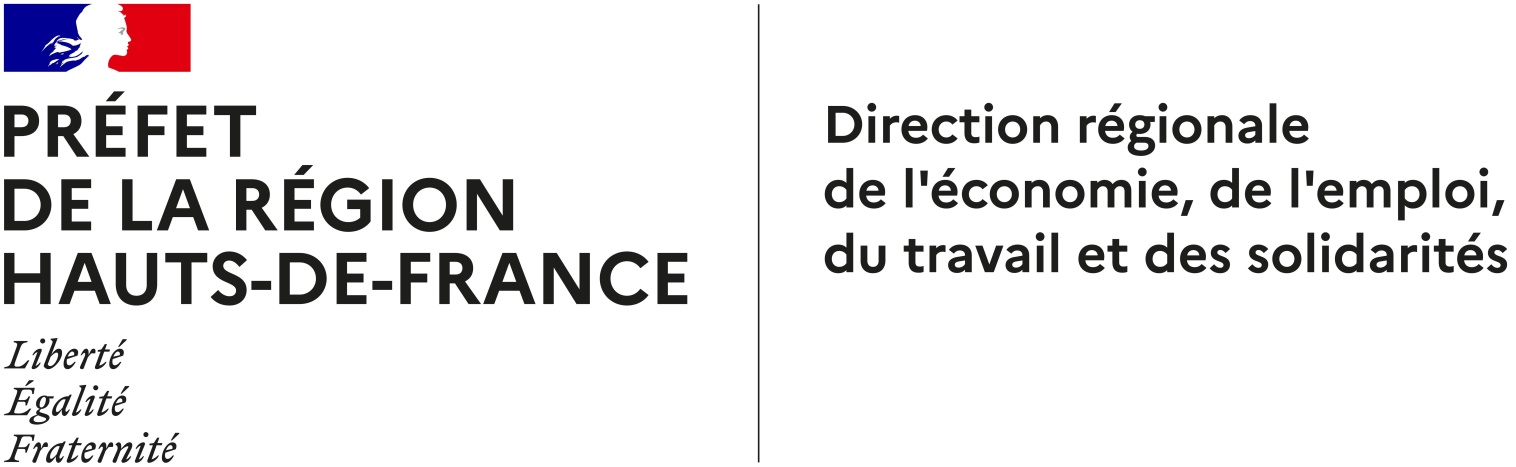 PRÉFET
DE LA RÉGION
HAUTS-DE-FRANCE
Liberté
Égalité
Fraternité
Direction régionale
de l'économie, de l'emploi,
du travail et des solidarités